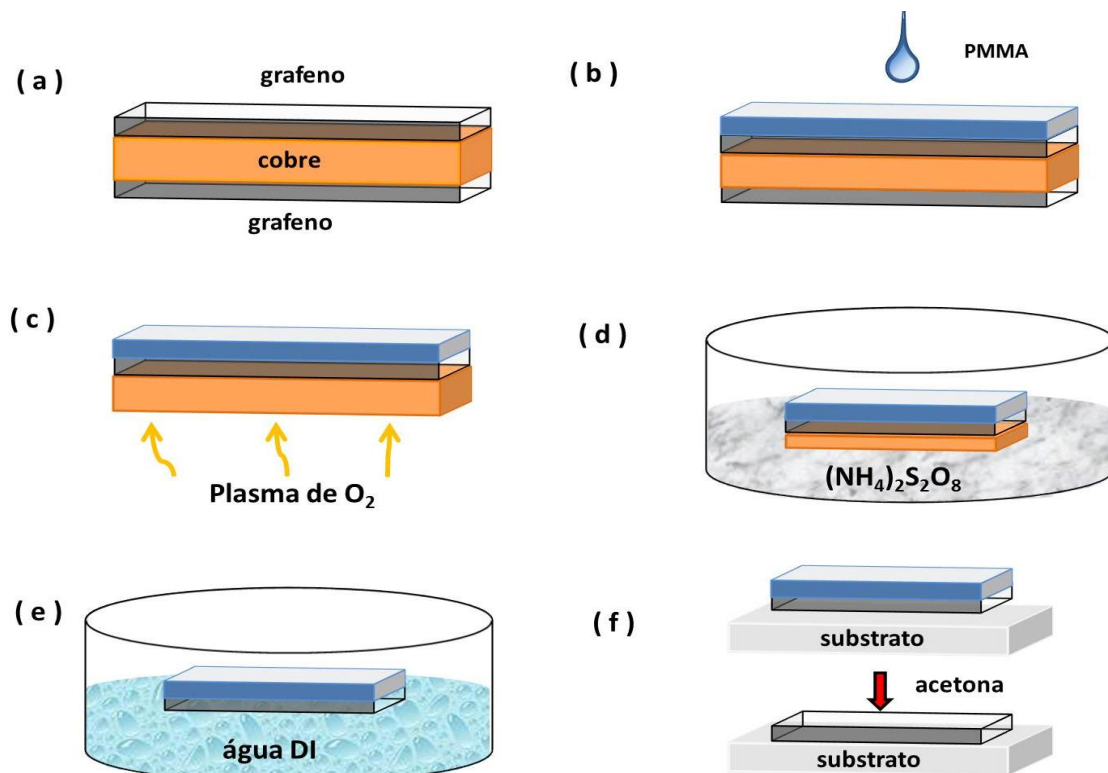 ( a )
grafeno
cobre
grafeno
( b )
PMMA
( c )
Plasma de O₂
( d )
(NH₄)₂S₂O₈
( e )
água DI
( f )
substrato
acetona
substrato